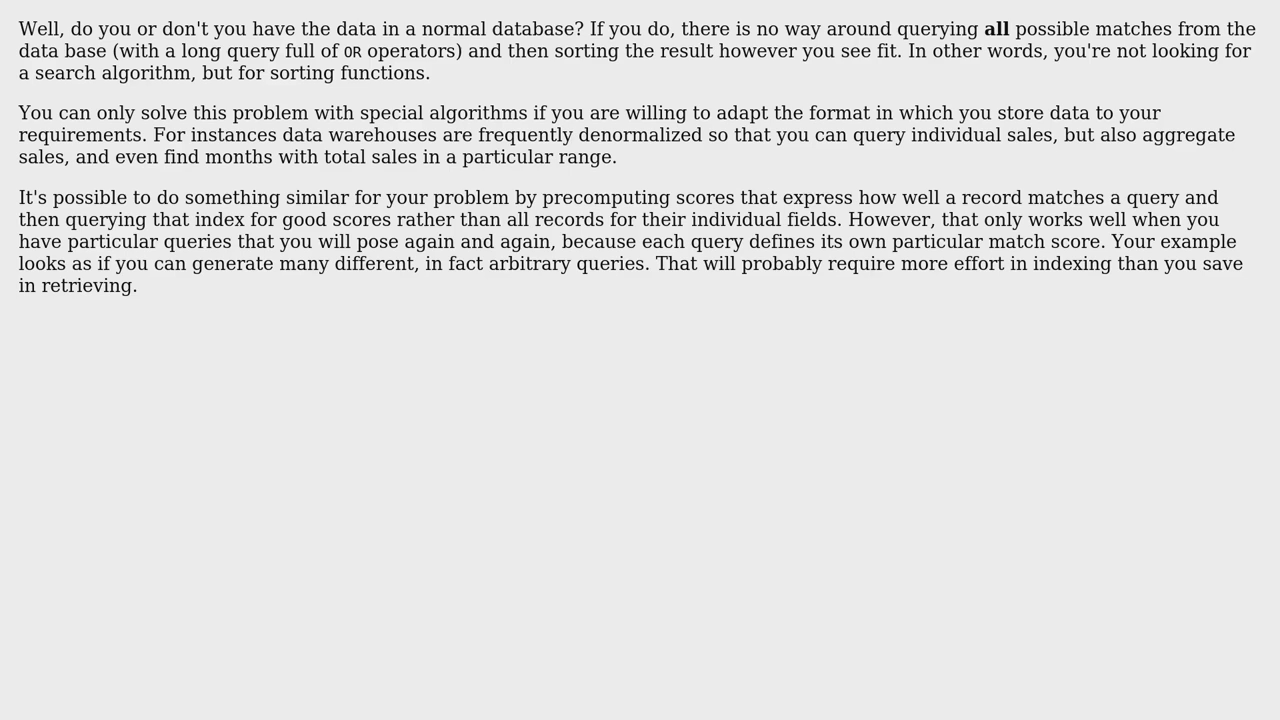 Well, do you or don't you have the data in a normal database? If you do, there is no way around querying all possible matches from the
data base (with a long query full of OR operators) and then sorting the result however you see fit. In other words, you're not looking for
a search algorithm, but for sorting functions.
You can only solve this problem with special algorithms if you are willing to adapt the format in which you store data to your
requirements. For instances data warehouses are frequently denormalized so that you can query individual sales, but also aggregate
sales, and even find months with total sales in a particular range.
It's possible to do something similar for your problem by precomputing scores that express how well a record matches a query and
then querying that index for good scores rather than all records for their individual fields. However, that only works well when you
have particular queries that you will pose again and again, because each query defines its own particular match score. Your example
looks as if you can generate many different, in fact arbitrary queries. That will probably require more effort in indexing than you save
in retrieving.